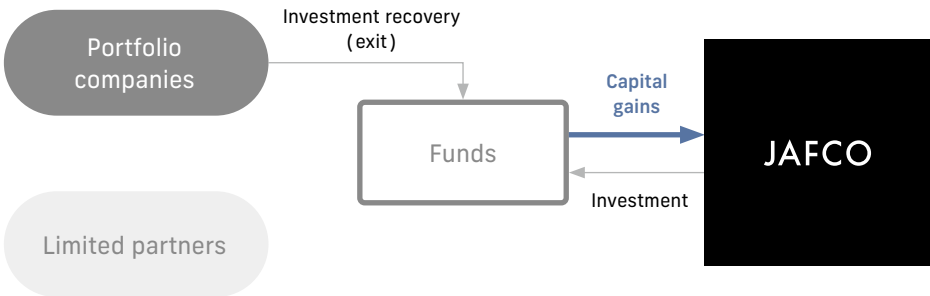 Investment recovery
(exit)
Portfolio
companies
Capital
gains
Funds
JAFCO
Investment
Limited partners